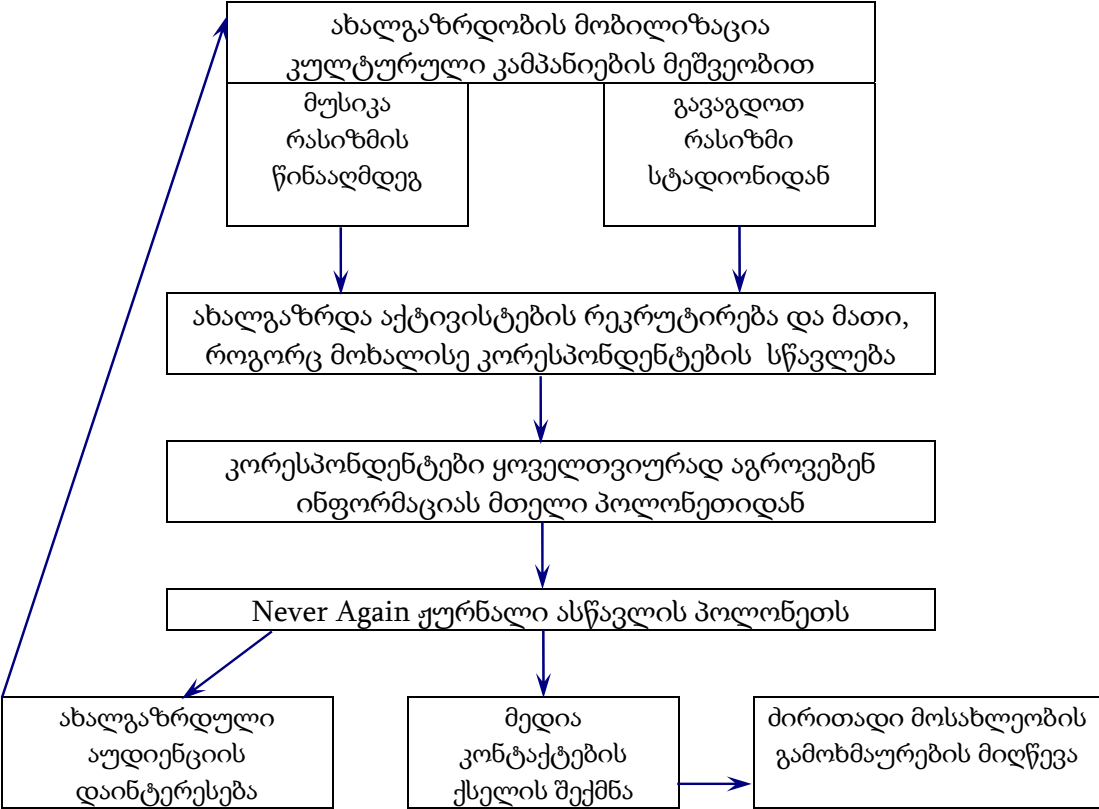 ახალგაზრდობის მობილიზაცია
კულტურული კამპანიების მეშვეობით
მუსიკა
რასიზმის
წინააღმდეგ
გავაგდოთ
რასიზმი
სტადიონიდან
ახალგაზრდა აქტივისტების რეკრუტირება და მათი,
როგორც მოხალისე კორესპონდენტების სწავლება
კორესპონდენტები ყოველთვიურად აგროვებენ
ინფორმაციას მთელი პოლონეთიდან
Never Again ჟურნალი ასწავლის პოლონეთს
ახალგაზრდული
აუდიენციის
დაინტერესება
მედია
კონტაქტების
ქსელის შექმნა
ძირითადი მოსახლეობის
გამოხმაურების მიღწევა